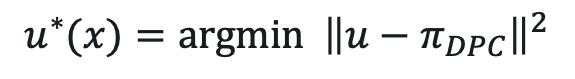 u*(x) = argmin ‖u − π_DPC‖²